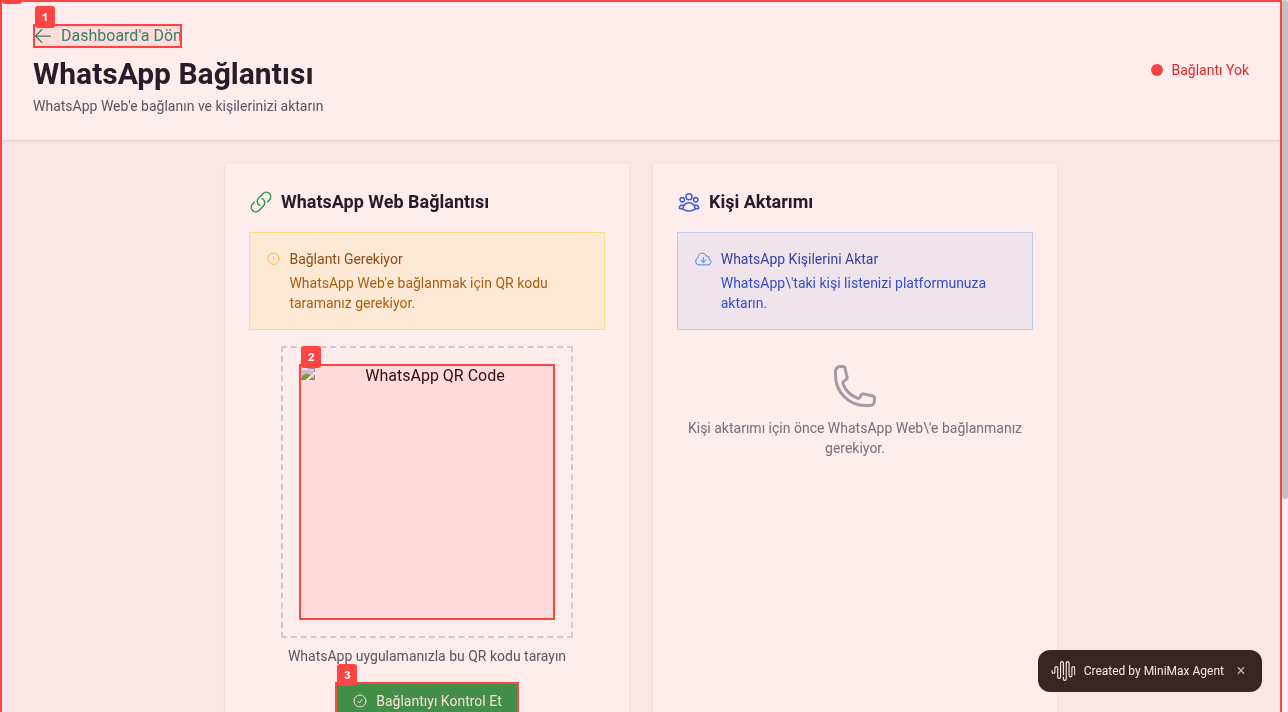 1
Dashboard'a Dön
WhatsApp Bağlantısı
WhatsApp Web'e bağlanın ve kişilerinizi aktarın
Bağlantı Yok
WhatsApp Web Bağlantısı
Bağlantı Gerekiyor
WhatsApp Web'e bağlanmak için QR kodu
taramanız gerekiyor.
2
WhatsApp QR Code
WhatsApp uygulamanızla bu QR kodu tarayın
3
Bağlantıyı Kontrol Et
Kişi Aktarımı
WhatsApp Kişilerini Aktar
WhatsApp\'taki kişi listenizi platformunuza
aktarın.
Kişi aktarımı için önce WhatsApp Web\'e bağlanmanız
gerekiyor.
Created by MiniMax Agent ×